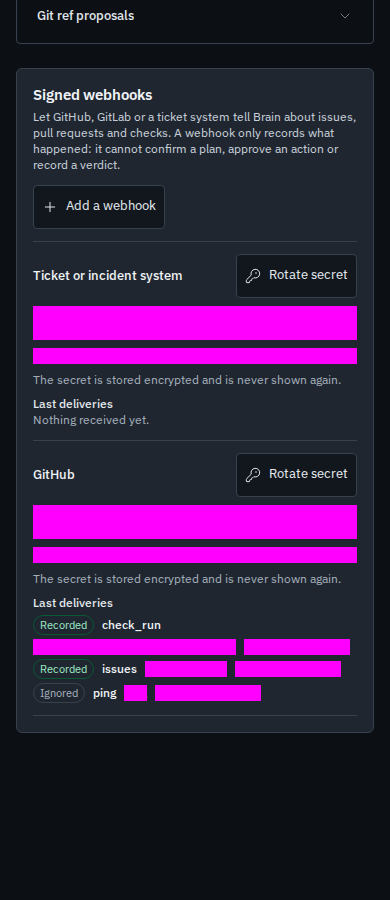 Git ref proposals
Signed webhooks
Let GitHub, GitLab or a ticket system tell Brain about issues,
pull requests and checks. A webhook only records what
happened: it cannot confirm a plan, approve an action or
record a verdict.
Add a webhook
Ticket or incident system
Rotate secret
The secret is stored encrypted and is never shown again.
Last deliveries
Nothing received yet.
GitHub
Rotate secret
The secret is stored encrypted and is never shown again.
Last deliveries
Recorded check_run
Recorded issues
Ignored ping